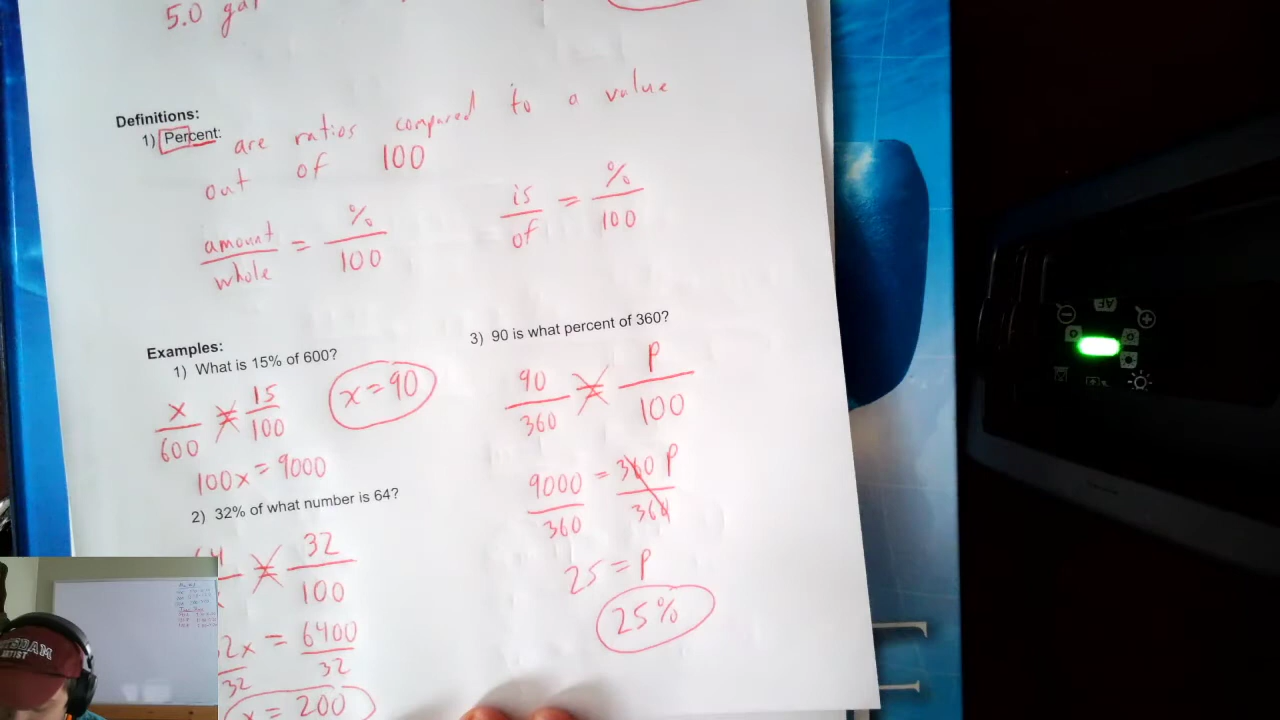 5.0 gal
Definitions:
1) Percent: are ratios compared to a value
out of 100
amount / whole = % / 100
is / of = % / 100
Examples:
1) What is 15% of 600?
x / 600 = 15 / 100
x = 90
100x = 9000
2) 32% of what number is 64?
= 32 / 100
2x / 32 = 6400 / 32
x = 200
3) 90 is what percent of 360?
90 / 360 = P / 100
9000 / 360 = 360 P / 360
25 = P
25%
AF